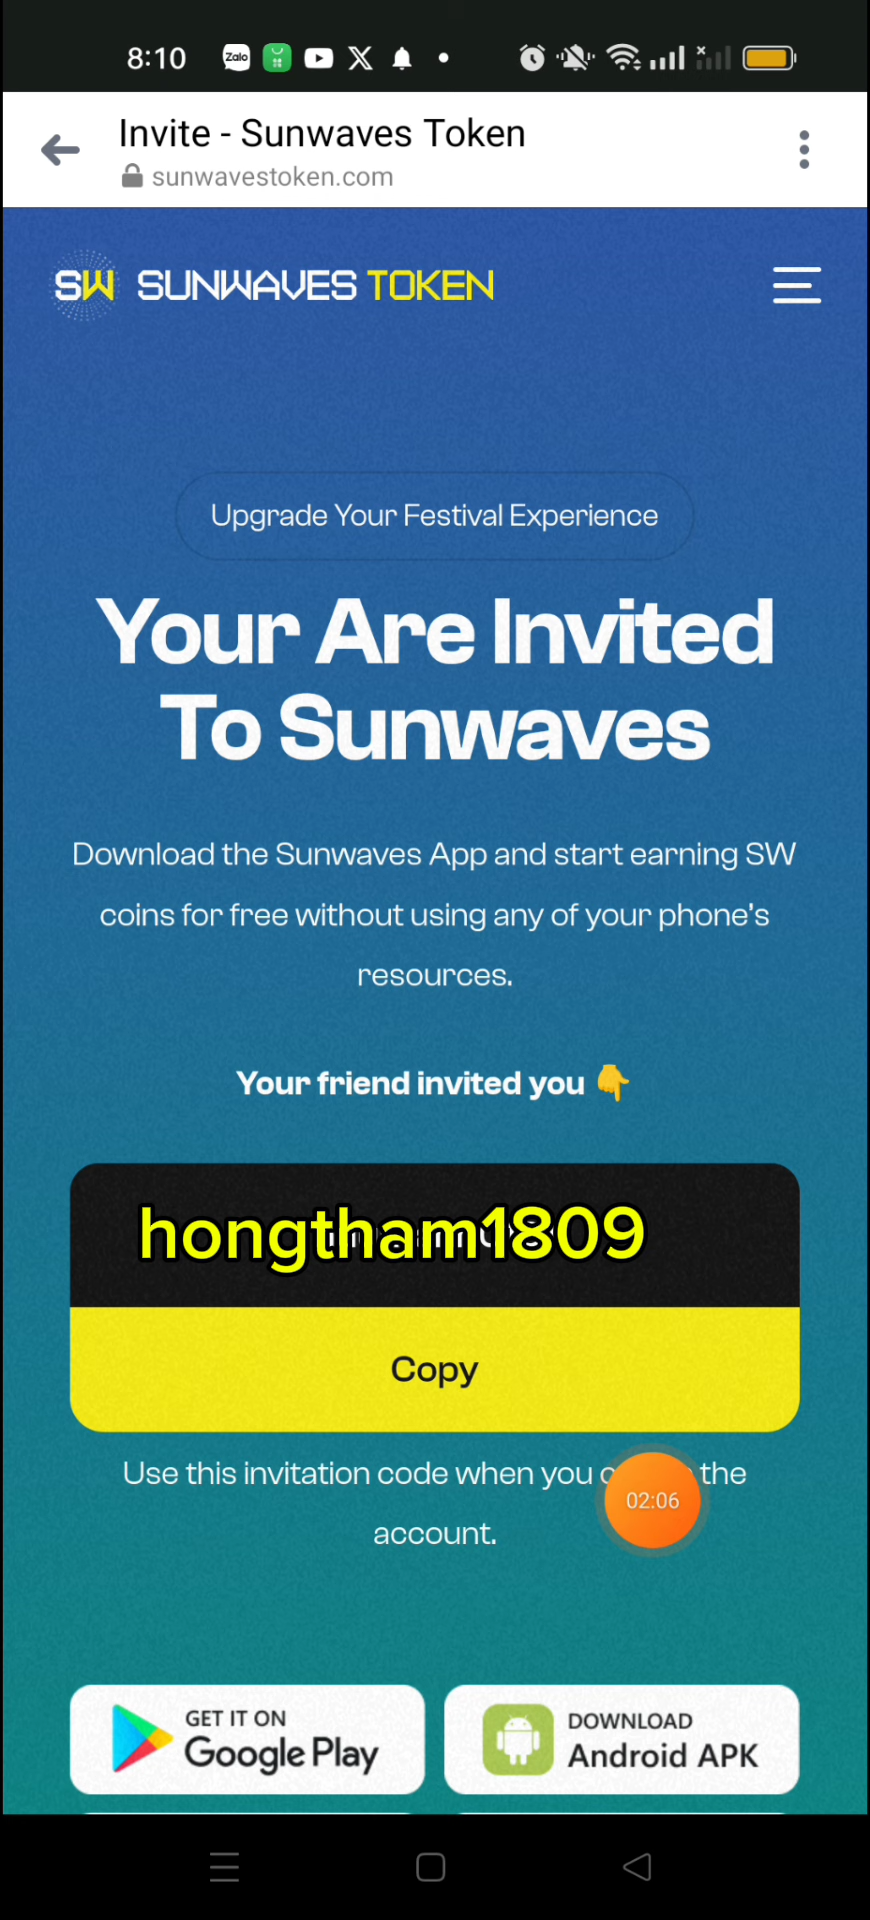 8:10
Zalo
Invite - Sunwaves Token
sunwavestoken.com
SW SUNWAVES TOKEN
Upgrade Your Festival Experience
Your Are Invited
To Sunwaves
Download the Sunwaves App and start earning SW
coins for free without using any of your phone's
resources.
Your friend invited you 👇
hongtham1809
Copy
Use this invitation code when you the
02:06
account.
GET IT ON
Google Play
DOWNLOAD
Android APK